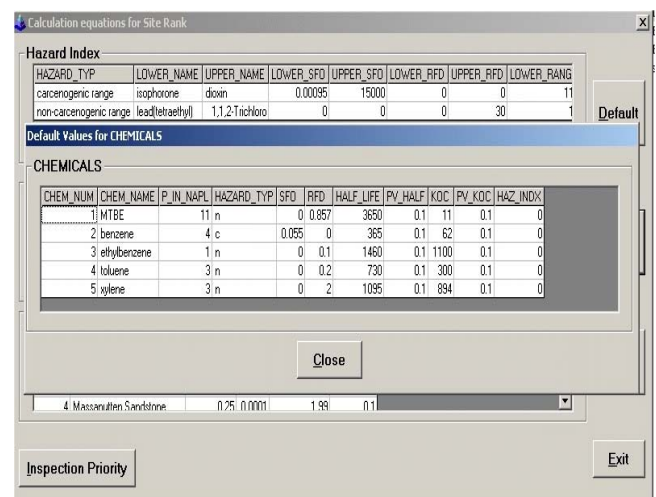 Calculation equations for Site Rank
Hazard Index
HAZARD_TYP LOWER_NAME UPPER_NAME LOWER_SFO UPPER_SFO LOWER_RFD UPPER_RFD LOWER_RANG
carcenogenic range isophorone dioxin 0.00095 15000 0 0 11
non-carcenogenic range lead(tetraethyl) 1,1,2-Trichloro 0 0 0 30 1
Default
Default Values for CHEMICALS
CHEMICALS
CHEM_NUM CHEM_NAME P_IN_NAPL HAZARD_TYP SFO RFD HALF_LIFE PV_HALF KOC PV_KOC HAZ_INDX
1 MTBE 11 n 0 0.857 3650 0.1 11 0.1 0
2 benzene 4 c 0.055 0 365 0.1 62 0.1 0
3 ethylbenzene 1 n 0 0.1 1460 0.1 1100 0.1 0
4 toluene 3 n 0 0.2 730 0.1 300 0.1 0
5 xylene 3 n 0 2 1095 0.1 894 0.1 0
Close
4 Massanutten Sandstone 0.25 0.0001 1.99 0.1
Inspection Priority
Exit